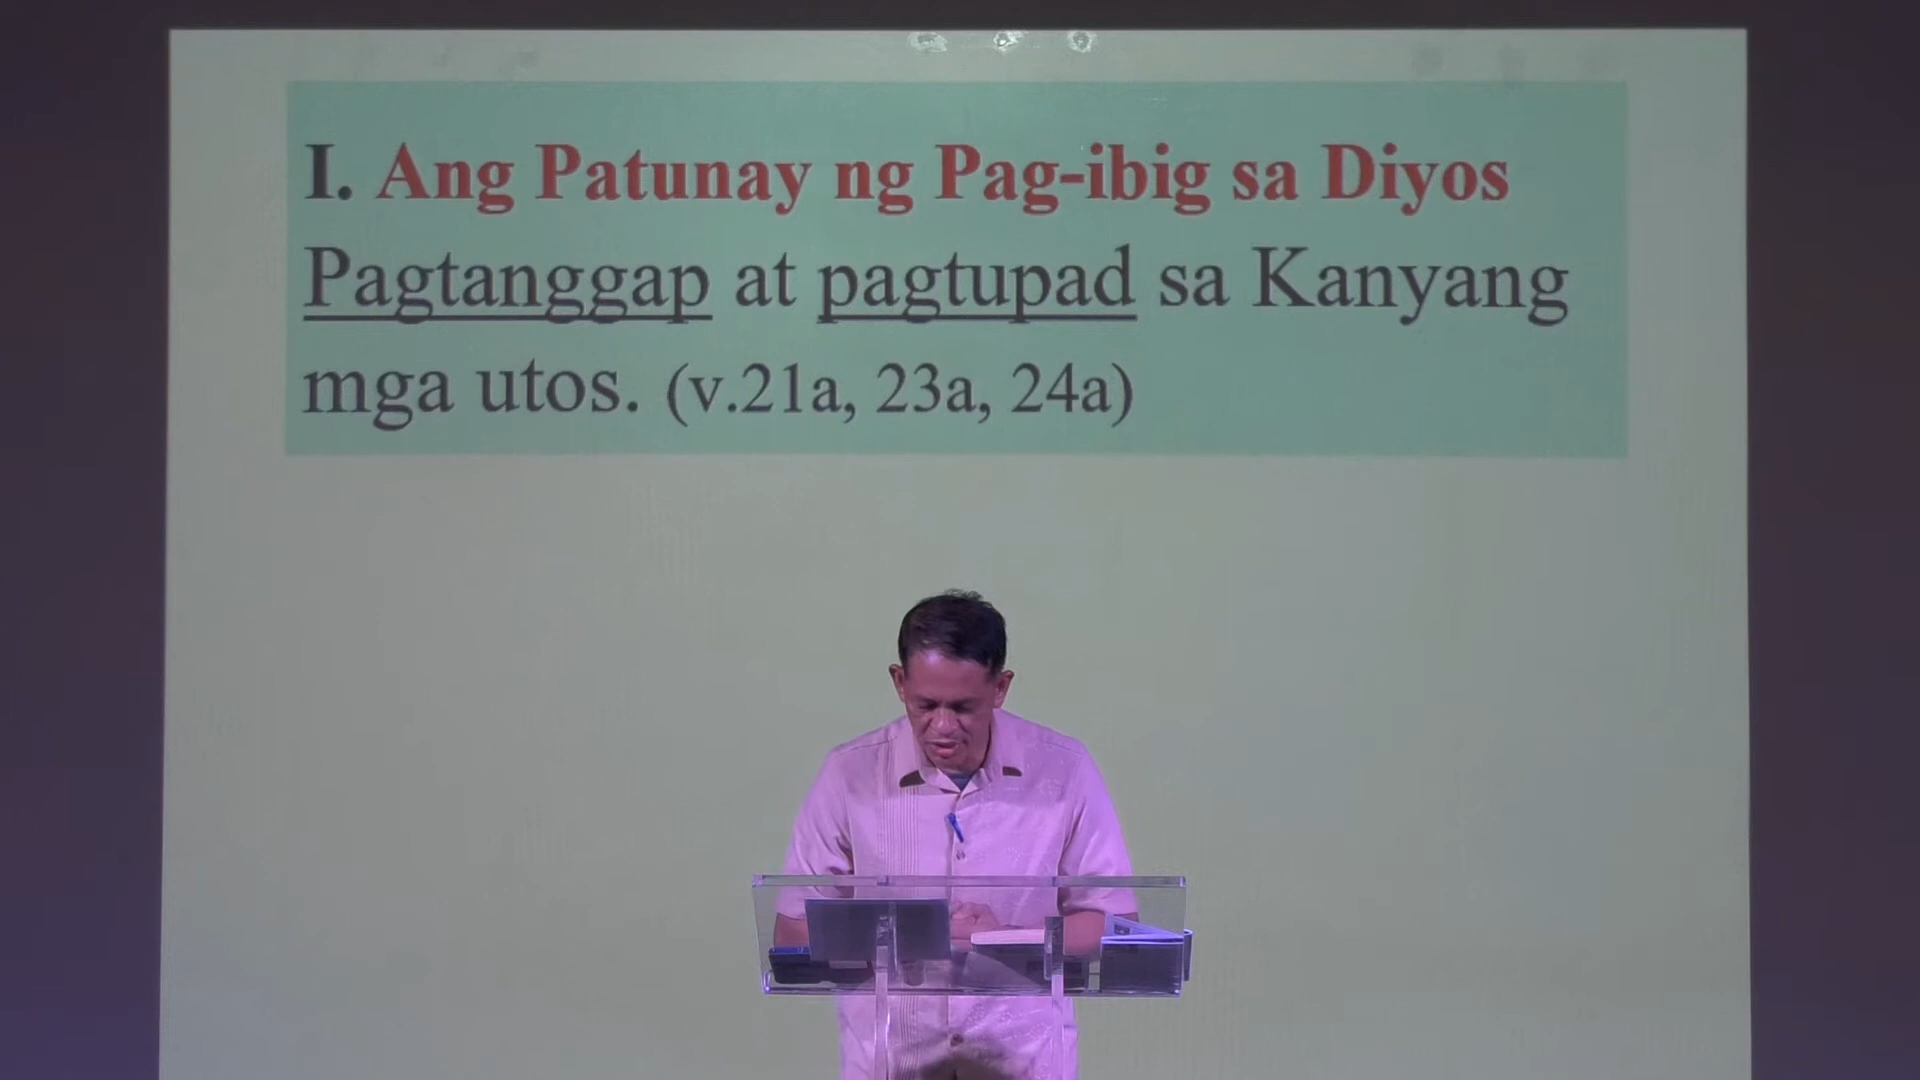 I. Ang Patunay ng Pag-ibig sa Diyos
Pagtanggap at pagtupad sa Kanyang
mga utos. (v.21a, 23a, 24a)